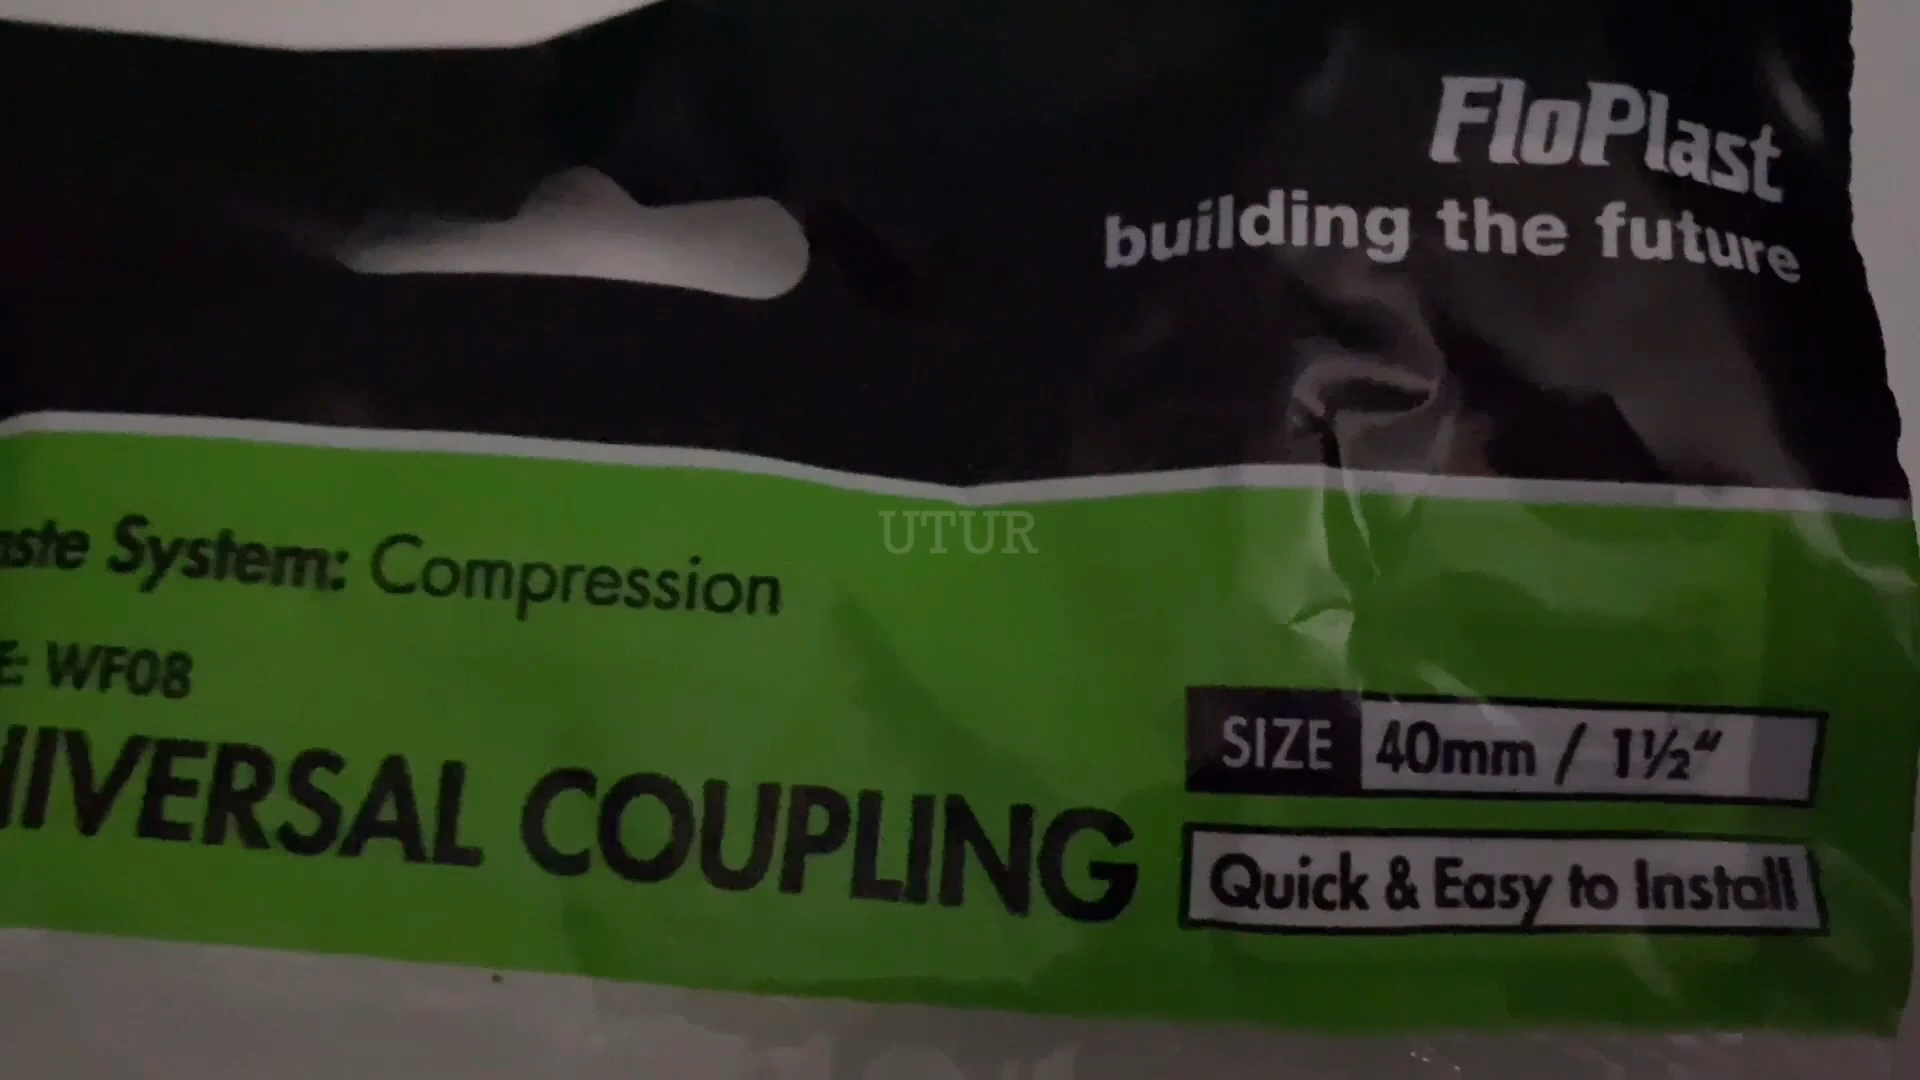 FloPlast
building the future
UTUR
aste System: Compression
E: WF08
NIVERSAL COUPLING
SIZE 40mm / 1½"
Quick & Easy to Install